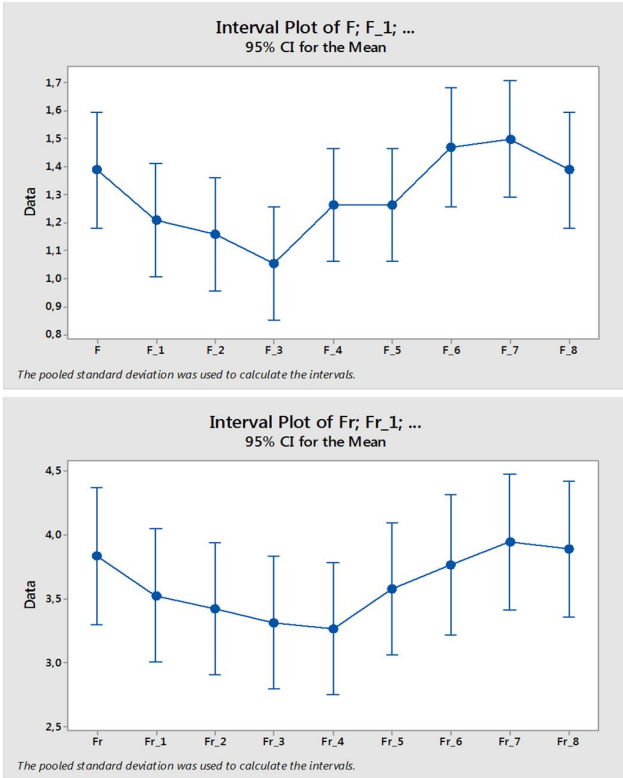 Interval Plot of F; F_1; ...
95% CI for the Mean
1,7
1,6
1,5
1,4
1,3
1,2
1,1
1,0
0,9
0,8
Data
F F_1 F_2 F_3 F_4 F_5 F_6 F_7 F_8
The pooled standard deviation was used to calculate the intervals.
Interval Plot of Fr; Fr_1; ...
95% CI for the Mean
4,5
4,0
3,5
3,0
2,5
Data
Fr Fr_1 Fr_2 Fr_3 Fr_4 Fr_5 Fr_6 Fr_7 Fr_8
The pooled standard deviation was used to calculate the intervals.